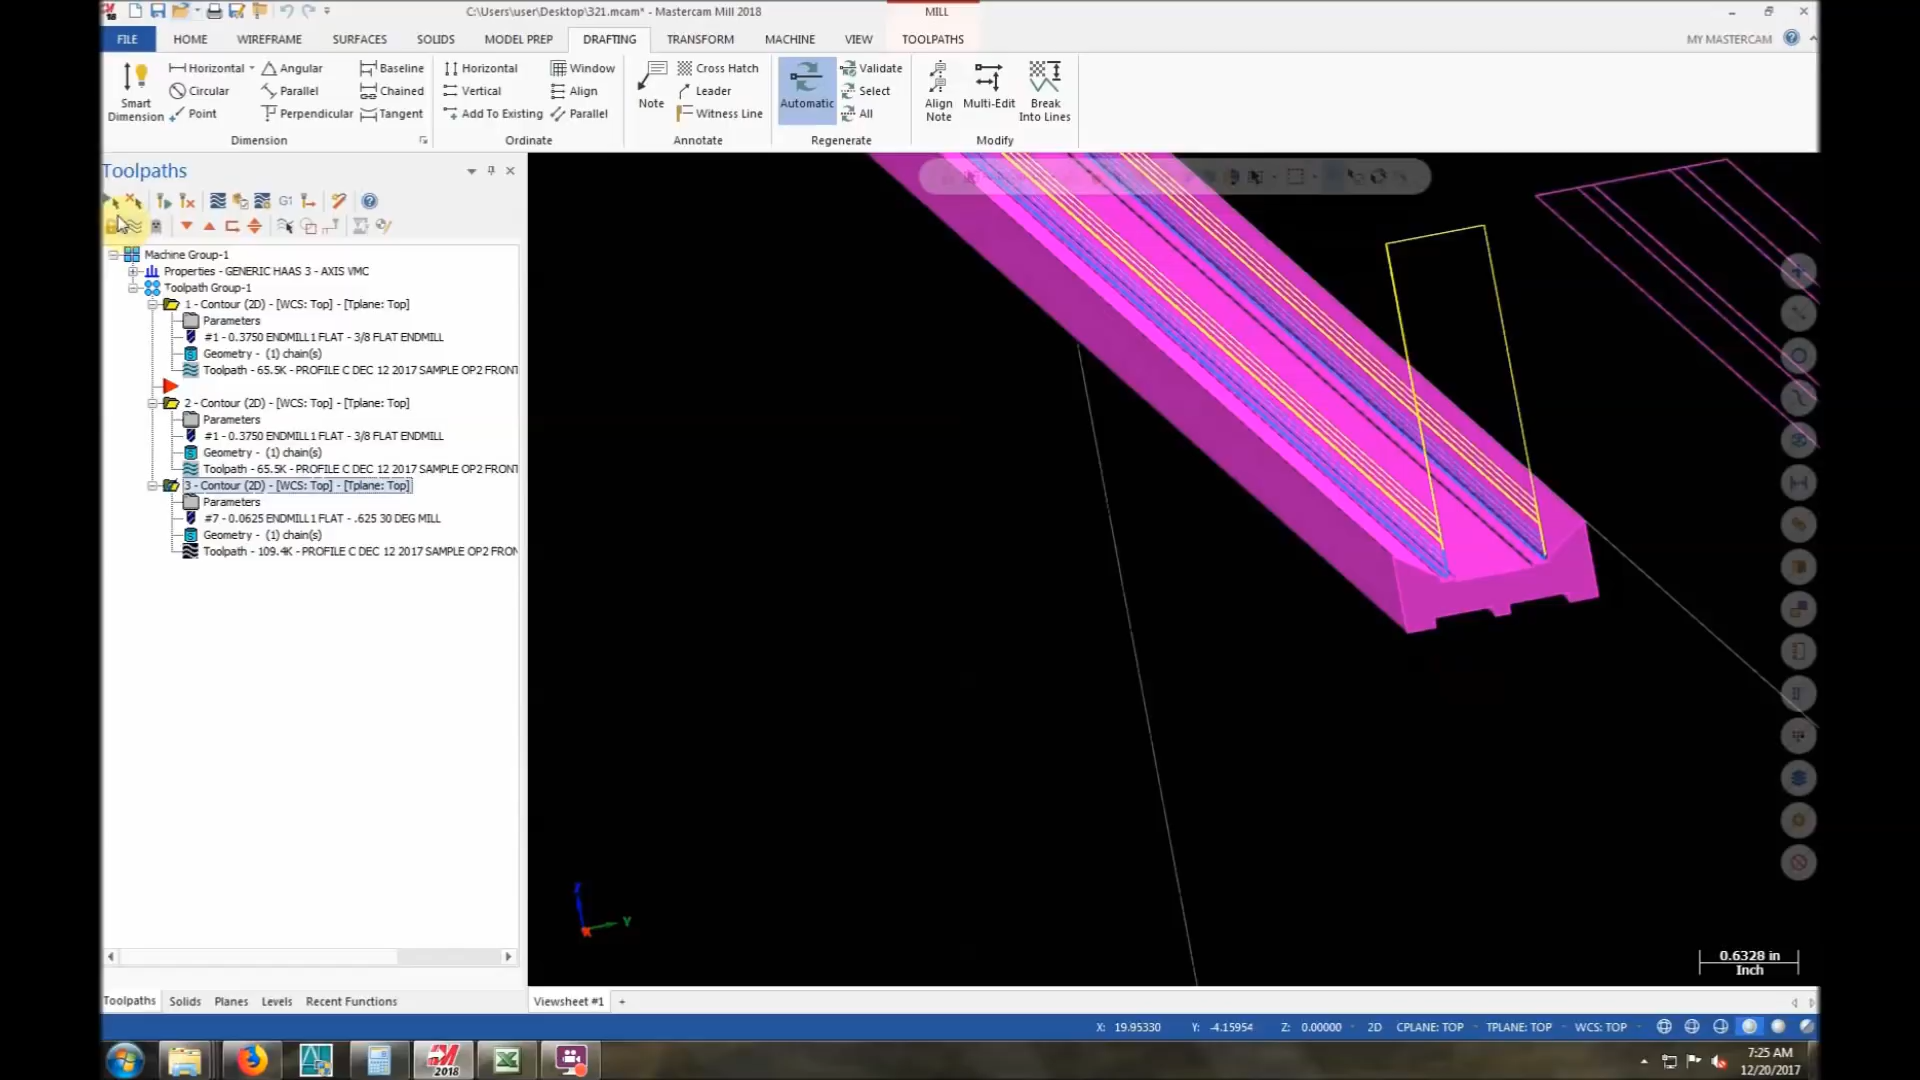 C:\Users\user\Desktop\321.mcam* - Mastercam Mill 2018
MILL
FILE HOME WIREFRAME SURFACES SOLIDS MODEL PREP DRAFTING TRANSFORM MACHINE VIEW TOOLPATHS MY MASTERCAM
Smart Dimension
Horizontal Angular Baseline
Circular Parallel Chained
Point Perpendicular Tangent
Dimension
Horizontal Window
Vertical Align
Add To Existing Parallel
Ordinate
Note
Cross Hatch
Leader
Witness Line
Annotate
Automatic
Validate
Select
All
Regenerate
Align Note
Multi-Edit
Break Into Lines
Modify
Toolpaths
G1
Machine Group-1
Properties - GENERIC HAAS 3 - AXIS VMC
Toolpath Group-1
1 - Contour (2D) - [WCS: Top] - [Tplane: Top]
Parameters
#1 - 0.3750 ENDMILL1 FLAT - 3/8 FLAT ENDMILL
Geometry - (1) chain(s)
Toolpath - 65.5K - PROFILE C DEC 12 2017 SAMPLE OP2 FRONT
2 - Contour (2D) - [WCS: Top] - [Tplane: Top]
Parameters
#1 - 0.3750 ENDMILL1 FLAT - 3/8 FLAT ENDMILL
Geometry - (1) chain(s)
Toolpath - 65.5K - PROFILE C DEC 12 2017 SAMPLE OP2 FRONT
3 - Contour (2D) - [WCS: Top] - [Tplane: Top]
Parameters
#7 - 0.0625 ENDMILL1 FLAT - .625 30 DEG MILL
Geometry - (1) chain(s)
Toolpath - 109.4K - PROFILE C DEC 12 2017 SAMPLE OP2 FRON
Y
0.6328 in
Inch
Toolpaths Solids Planes Levels Recent Functions
Viewsheet #1 +
X: 19.95330 Y: -4.15954 Z: 0.00000 2D CPLANE: TOP TPLANE: TOP WCS: TOP
2018
7:25 AM
12/20/2017